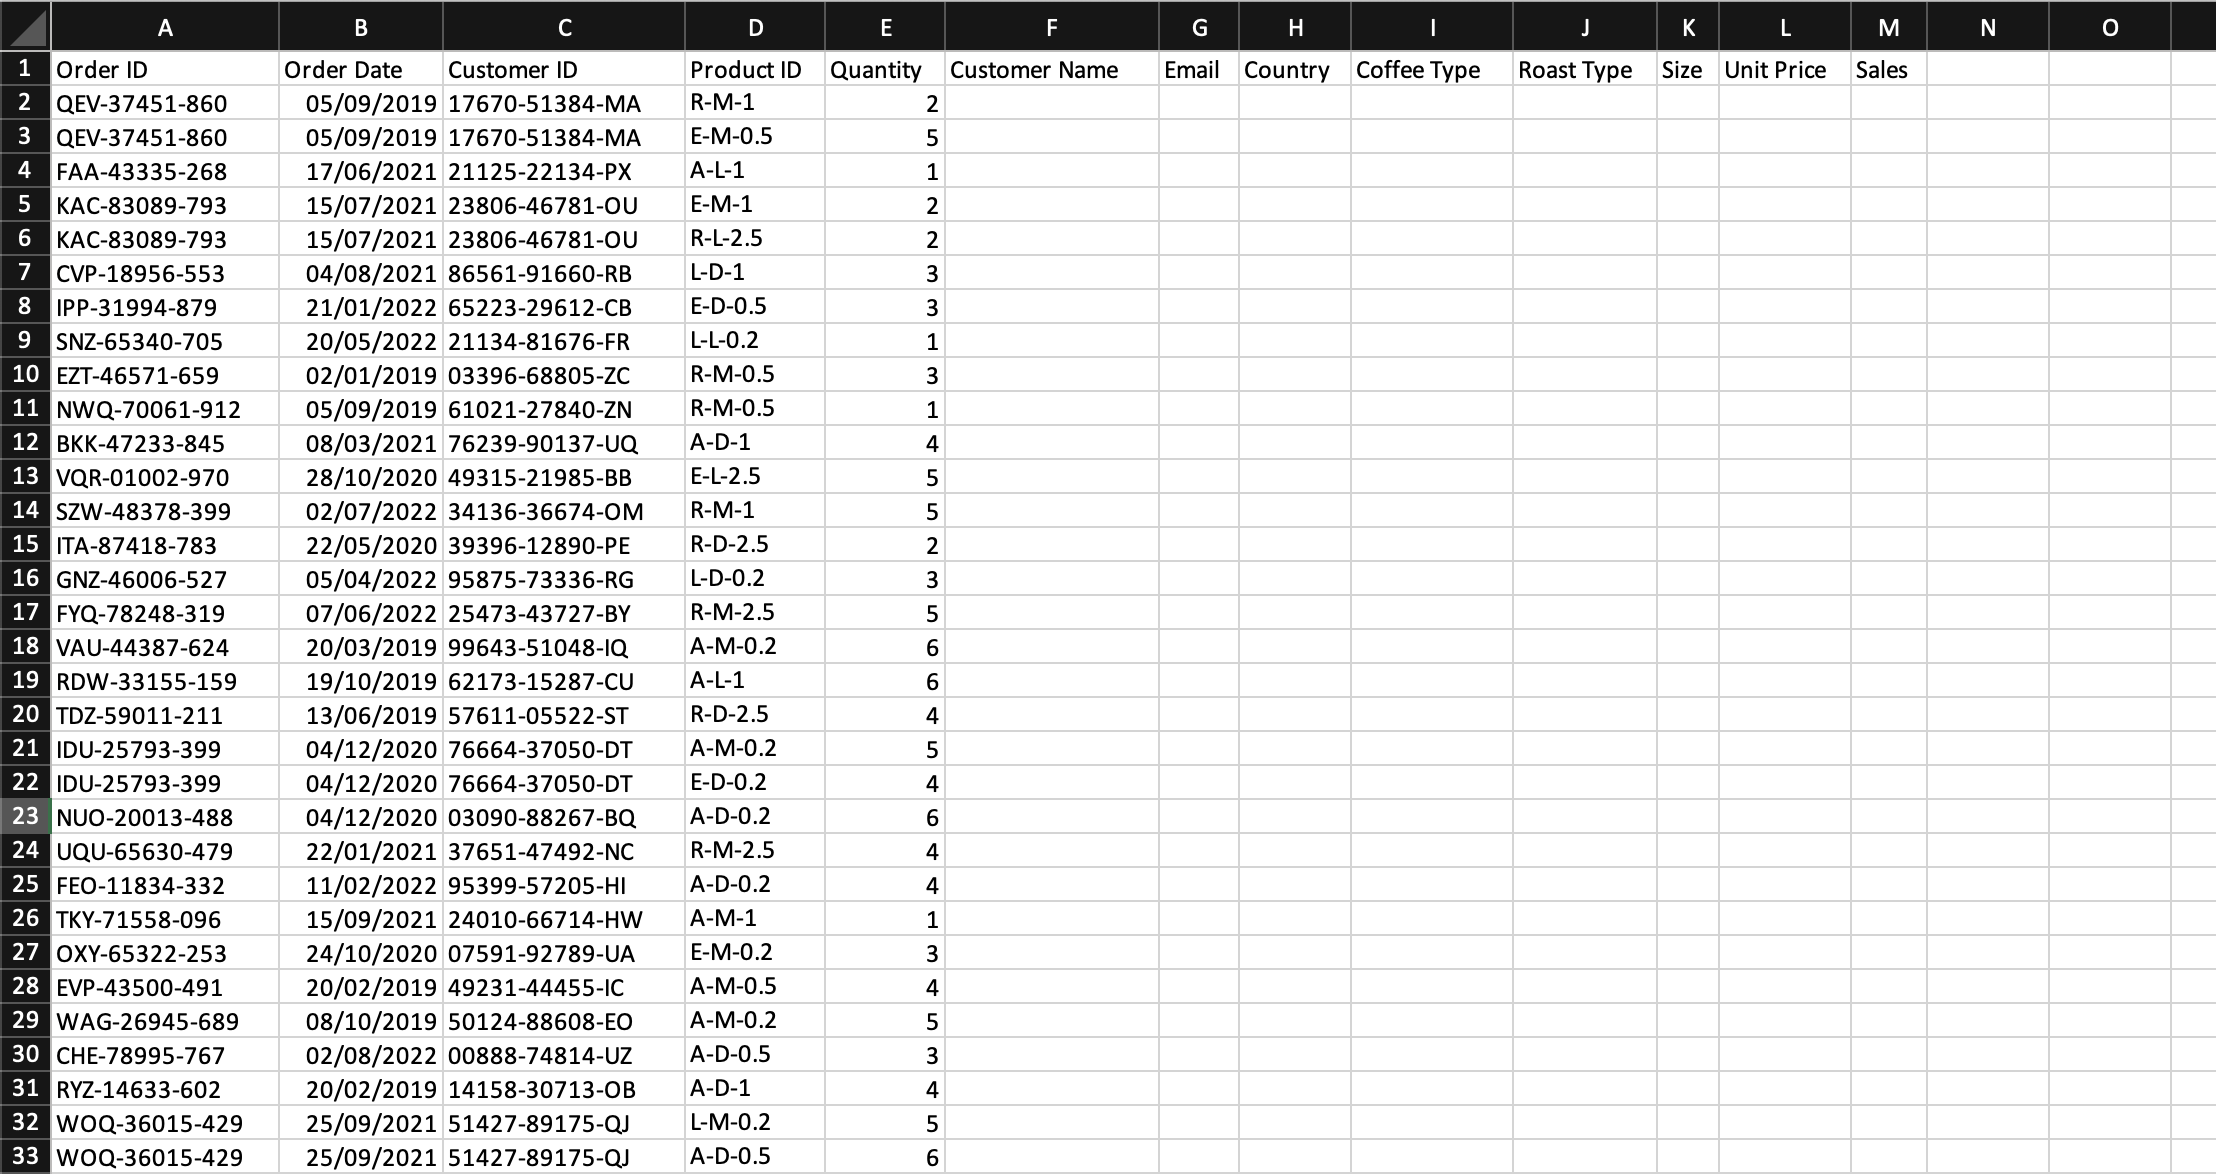 A B C D E F G H I J K L M N O
1 Order ID Order Date Customer ID Product ID Quantity Customer Name Email Country Coffee Type Roast Type Size Unit Price Sales
2 QEV-37451-860 05/09/2019 17670-51384-MA R-M-1 2
3 QEV-37451-860 05/09/2019 17670-51384-MA E-M-0.5 5
4 FAA-43335-268 17/06/2021 21125-22134-PX A-L-1 1
5 KAC-83089-793 15/07/2021 23806-46781-OU E-M-1 2
6 KAC-83089-793 15/07/2021 23806-46781-OU R-L-2.5 2
7 CVP-18956-553 04/08/2021 86561-91660-RB L-D-1 3
8 IPP-31994-879 21/01/2022 65223-29612-CB E-D-0.5 3
9 SNZ-65340-705 20/05/2022 21134-81676-FR L-L-0.2 1
10 EZT-46571-659 02/01/2019 03396-68805-ZC R-M-0.5 3
11 NWQ-70061-912 05/09/2019 61021-27840-ZN R-M-0.5 1
12 BKK-47233-845 08/03/2021 76239-90137-UQ A-D-1 4
13 VQR-01002-970 28/10/2020 49315-21985-BB E-L-2.5 5
14 SZW-48378-399 02/07/2022 34136-36674-OM R-M-1 5
15 ITA-87418-783 22/05/2020 39396-12890-PE R-D-2.5 2
16 GNZ-46006-527 05/04/2022 95875-73336-RG L-D-0.2 3
17 FYQ-78248-319 07/06/2022 25473-43727-BY R-M-2.5 5
18 VAU-44387-624 20/03/2019 99643-51048-IQ A-M-0.2 6
19 RDW-33155-159 19/10/2019 62173-15287-CU A-L-1 6
20 TDZ-59011-211 13/06/2019 57611-05522-ST R-D-2.5 4
21 IDU-25793-399 04/12/2020 76664-37050-DT A-M-0.2 5
22 IDU-25793-399 04/12/2020 76664-37050-DT E-D-0.2 4
23 NUO-20013-488 04/12/2020 03090-88267-BQ A-D-0.2 6
24 UQU-65630-479 22/01/2021 37651-47492-NC R-M-2.5 4
25 FEO-11834-332 11/02/2022 95399-57205-HI A-D-0.2 4
26 TKY-71558-096 15/09/2021 24010-66714-HW A-M-1 1
27 OXY-65322-253 24/10/2020 07591-92789-UA E-M-0.2 3
28 EVP-43500-491 20/02/2019 49231-44455-IC A-M-0.5 4
29 WAG-26945-689 08/10/2019 50124-88608-EO A-M-0.2 5
30 CHE-78995-767 02/08/2022 00888-74814-UZ A-D-0.5 3
31 RYZ-14633-602 20/02/2019 14158-30713-OB A-D-1 4
32 WOQ-36015-429 25/09/2021 51427-89175-QJ L-M-0.2 5
33 WOQ-36015-429 25/09/2021 51427-89175-QJ A-D-0.5 6